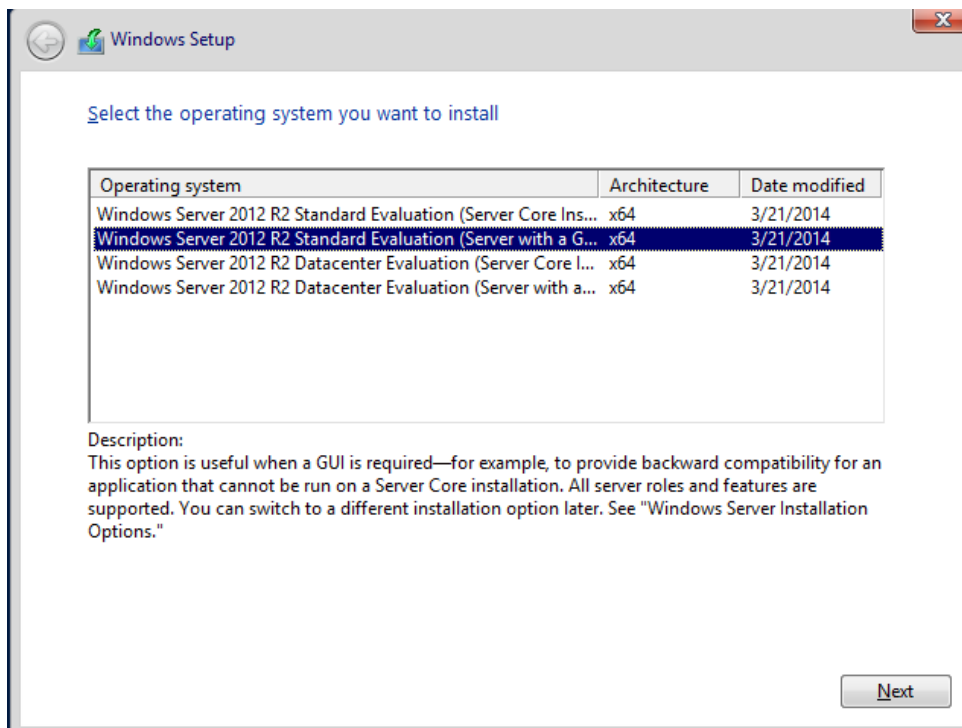 Windows Setup
Select the operating system you want to install
Operating system Architecture Date modified
Windows Server 2012 R2 Standard Evaluation (Server Core Ins... x64 3/21/2014
Windows Server 2012 R2 Standard Evaluation (Server with a G... x64 3/21/2014
Windows Server 2012 R2 Datacenter Evaluation (Server Core I... x64 3/21/2014
Windows Server 2012 R2 Datacenter Evaluation (Server with a... x64 3/21/2014
Description:
This option is useful when a GUI is required—for example, to provide backward compatibility for an
application that cannot be run on a Server Core installation. All server roles and features are
supported. You can switch to a different installation option later. See "Windows Server Installation
Options."
Next